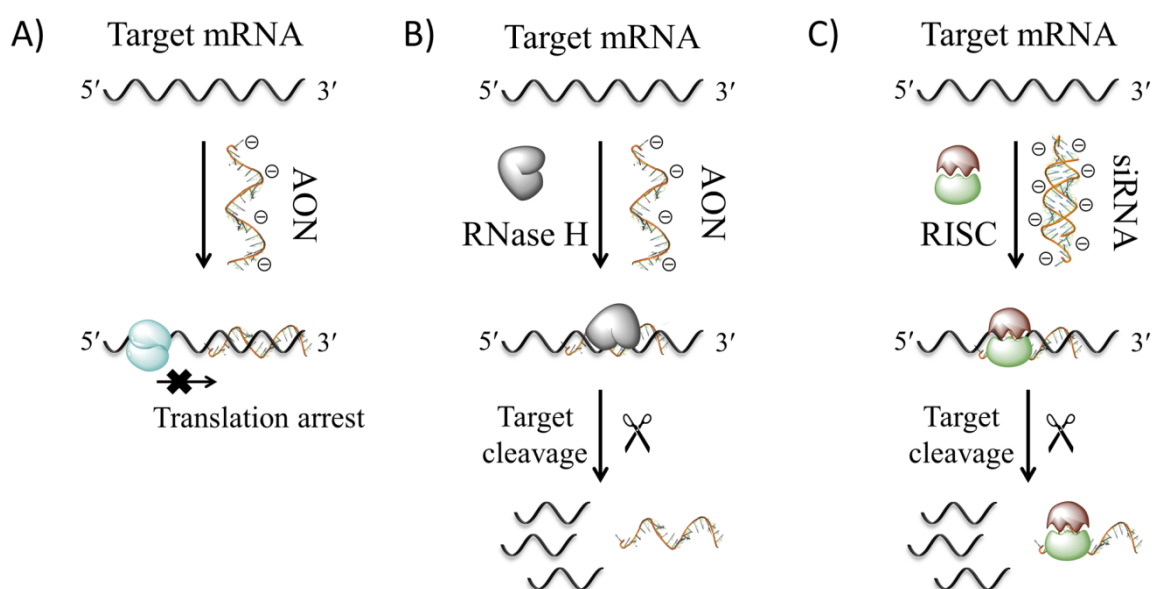 A)
Target mRNA
5′ 3′
AON
⊖
⊖
⊖
⊖
5′ 3′
Translation arrest
B)
Target mRNA
5′ 3′
RNase H
AON
⊖
⊖
⊖
⊖
5′ 3′
Target
cleavage
C)
Target mRNA
5′ 3′
RISC
siRNA
⊖
⊖
⊖
⊖
⊖
⊖
⊖
⊖
5′ 3′
Target
cleavage